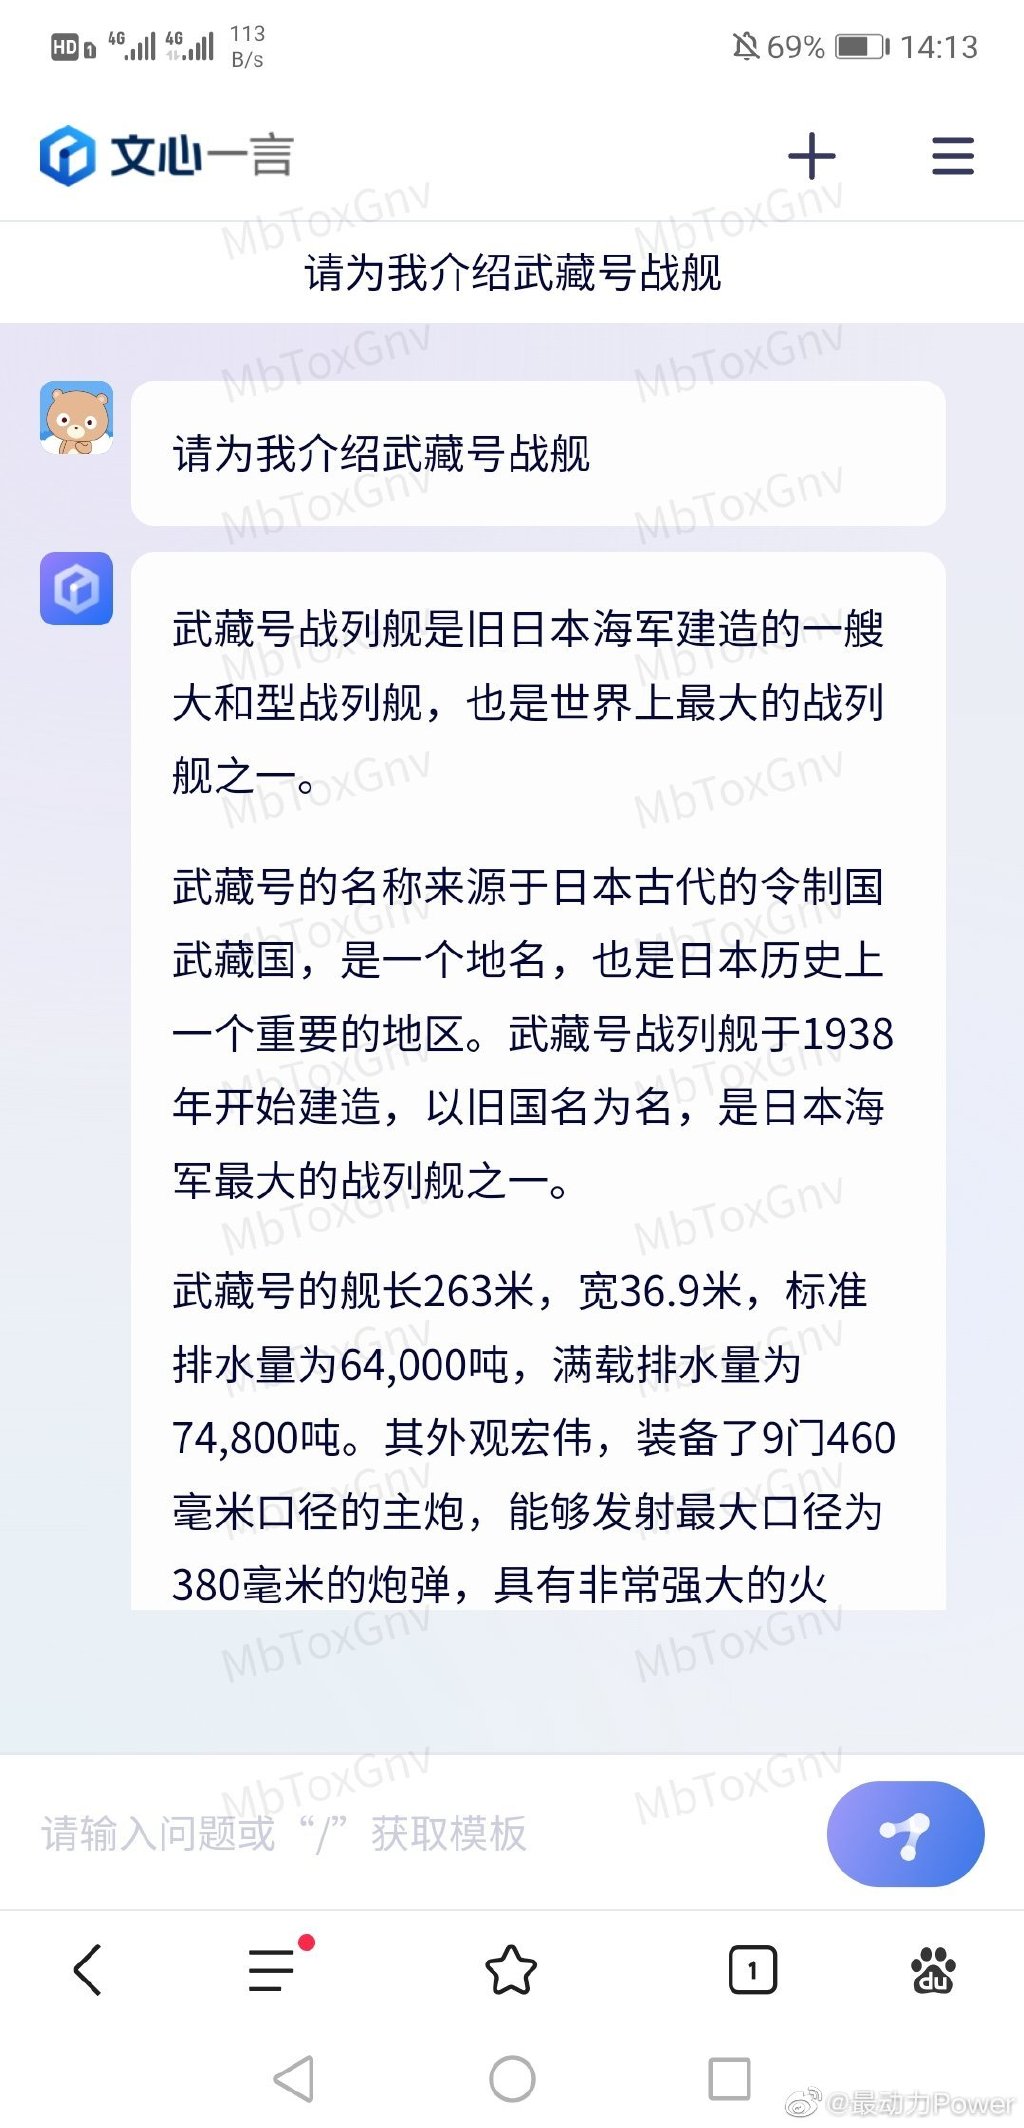 HD 1 4G 4G 113 B/s 69% 14:13
文心一言
请为我介绍武藏号战舰
请为我介绍武藏号战舰
武藏号战列舰是旧日本海军建造的一艘
大和型战列舰，也是世界上最大的战列
舰之一。
武藏号的名称来源于日本古代的令制国
武藏国，是一个地名，也是日本历史上
一个重要的地区。武藏号战列舰于1938
年开始建造，以旧国名为名，是日本海
军最大的战列舰之一。
武藏号的舰长263米，宽36.9米，标准
排水量为64,000吨，满载排水量为
74,800吨。其外观宏伟，装备了9门460
毫米口径的主炮，能够发射最大口径为
380毫米的炮弹，具有非常强大的火
请输入问题或“/”获取模板
1
du
@最动力Power
MbToxGnv